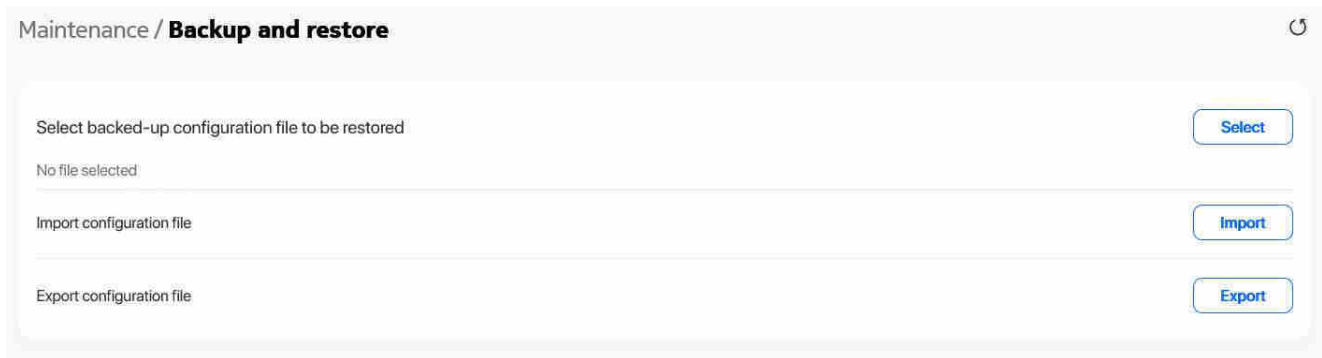 Maintenance / Backup and restore
Select backed-up configuration file to be restored
Select
No file selected
Import configuration file
Import
Export configuration file
Export